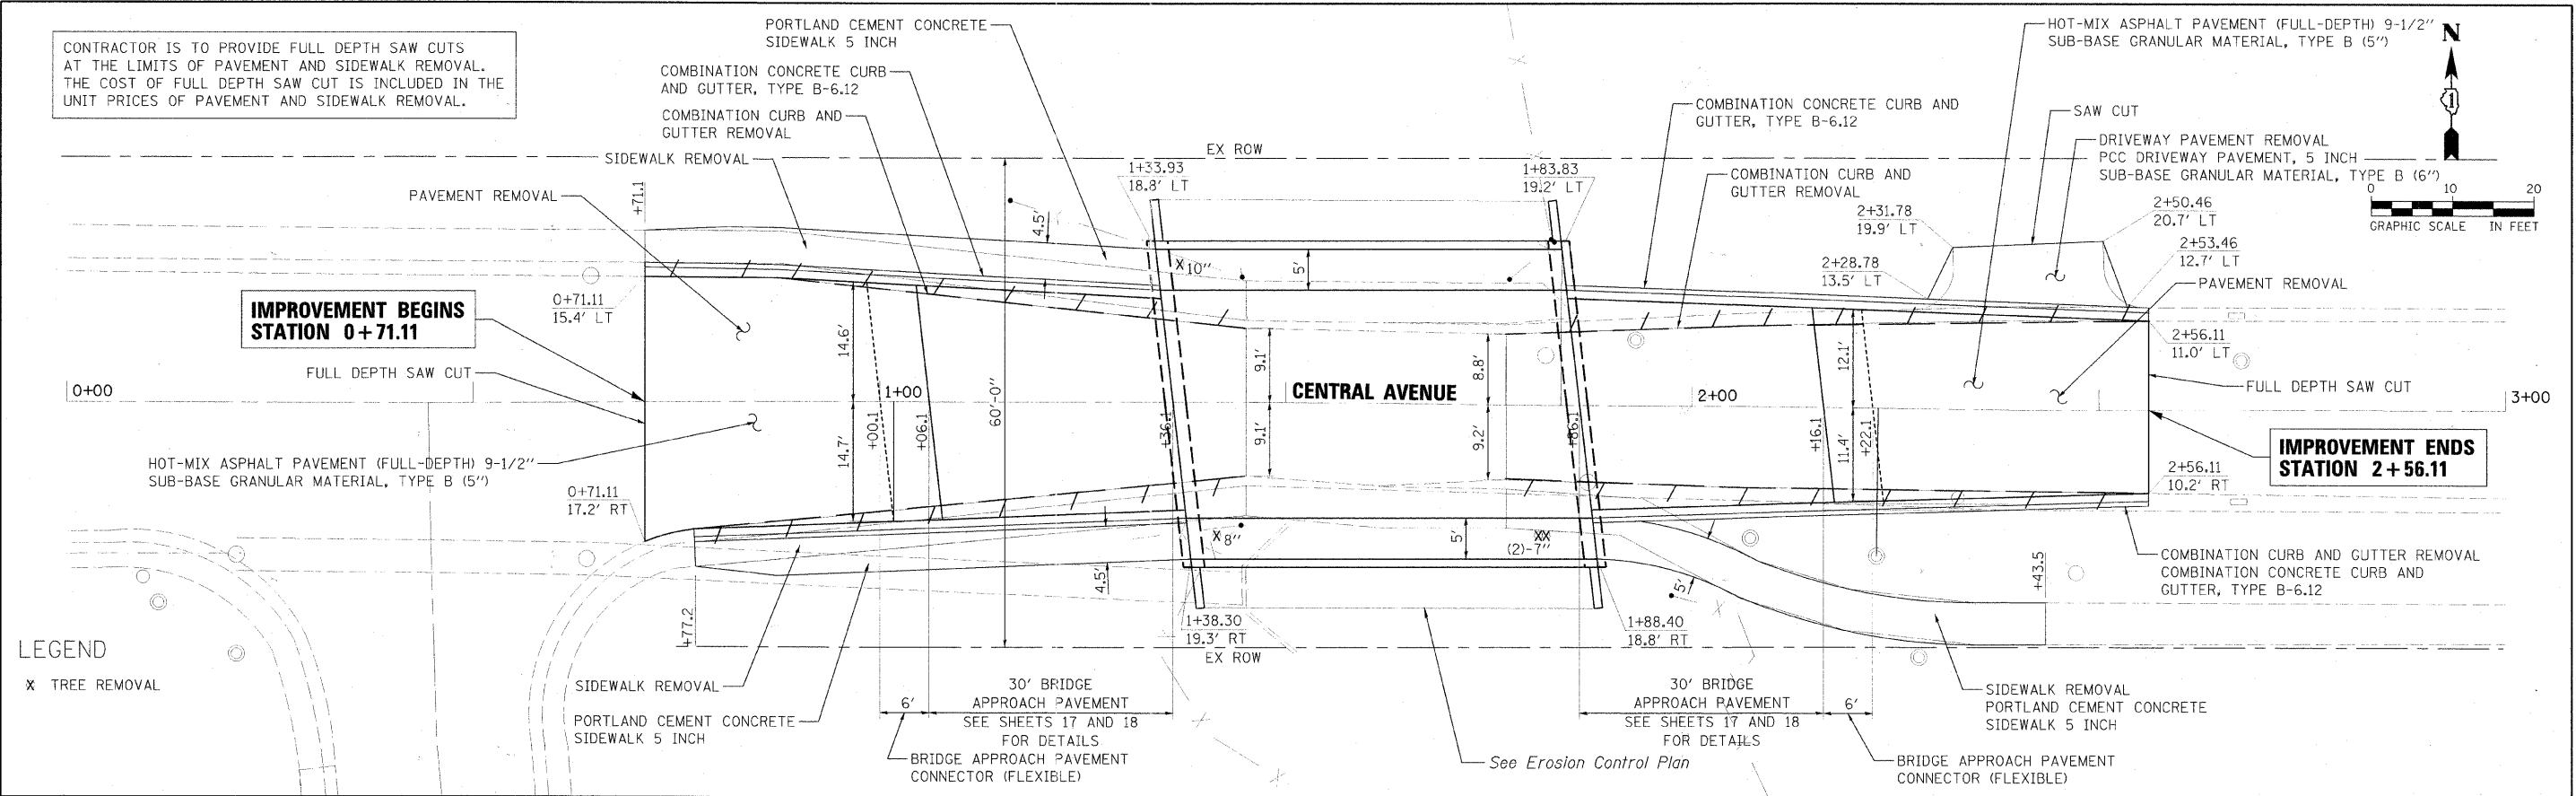 CONTRACTOR IS TO PROVIDE FULL DEPTH SAW CUTS
AT THE LIMITS OF PAVEMENT AND SIDEWALK REMOVAL.
THE COST OF FULL DEPTH SAW CUT IS INCLUDED IN THE
UNIT PRICES OF PAVEMENT AND SIDEWALK REMOVAL.
PORTLAND CEMENT CONCRETE
SIDEWALK 5 INCH
COMBINATION CONCRETE CURB
AND GUTTER, TYPE B-6.12
COMBINATION CURB AND
GUTTER REMOVAL
SIDEWALK REMOVAL
PAVEMENT REMOVAL
HOT-MIX ASPHALT PAVEMENT (FULL-DEPTH) 9-1/2"
SUB-BASE GRANULAR MATERIAL, TYPE B (5")
N
1
COMBINATION CONCRETE CURB AND
GUTTER, TYPE B-6.12
SAW CUT
DRIVEWAY PAVEMENT REMOVAL
PCC DRIVEWAY PAVEMENT, 5 INCH
SUB-BASE GRANULAR MATERIAL, TYPE B (6")
0 10 20
GRAPHIC SCALE IN FEET
EX ROW
COMBINATION CURB AND
GUTTER REMOVAL
+71.1
4.5'
1+33.93
18.8' LT
1+83.83
19.2' LT
2+31.78
19.9' LT
2+50.46
20.7' LT
2+53.46
12.7' LT
2+28.78
13.5' LT
PAVEMENT REMOVAL
X 10"
5'
0+71.11
15.4' LT
IMPROVEMENT BEGINS
STATION 0+71.11
FULL DEPTH SAW CUT
0+00
14.6'
14.7'
+00.1
1+00
+06.1
60'-0"
+36.1
9.1'
9.1'
CENTRAL AVENUE
8.8'
9.2'
+86.1
2+00
+16.1
12.1'
11.4'
+22.1
2+56.11
11.0' LT
FULL DEPTH SAW CUT
3+00
IMPROVEMENT ENDS
STATION 2+56.11
HOT-MIX ASPHALT PAVEMENT (FULL-DEPTH) 9-1/2"
SUB-BASE GRANULAR MATERIAL, TYPE B (5")
0+71.11
17.2' RT
2+56.11
10.2' RT
X 8"
5'
XX
(2)-7"
4.5'
5'
+43.5
COMBINATION CURB AND GUTTER REMOVAL
COMBINATION CONCRETE CURB AND
GUTTER, TYPE B-6.12
+77.2
1+38.30
19.3' RT
1+88.40
18.8' RT
EX ROW
LEGEND
X TREE REMOVAL
SIDEWALK REMOVAL
PORTLAND CEMENT CONCRETE
SIDEWALK 5 INCH
6'
30' BRIDGE
APPROACH PAVEMENT
SEE SHEETS 17 AND 18
FOR DETAILS
BRIDGE APPROACH PAVEMENT
CONNECTOR (FLEXIBLE)
See Erosion Control Plan
30' BRIDGE
APPROACH PAVEMENT
SEE SHEETS 17 AND 18
FOR DETAILS
6'
BRIDGE APPROACH PAVEMENT
CONNECTOR (FLEXIBLE)
SIDEWALK REMOVAL
PORTLAND CEMENT CONCRETE
SIDEWALK 5 INCH